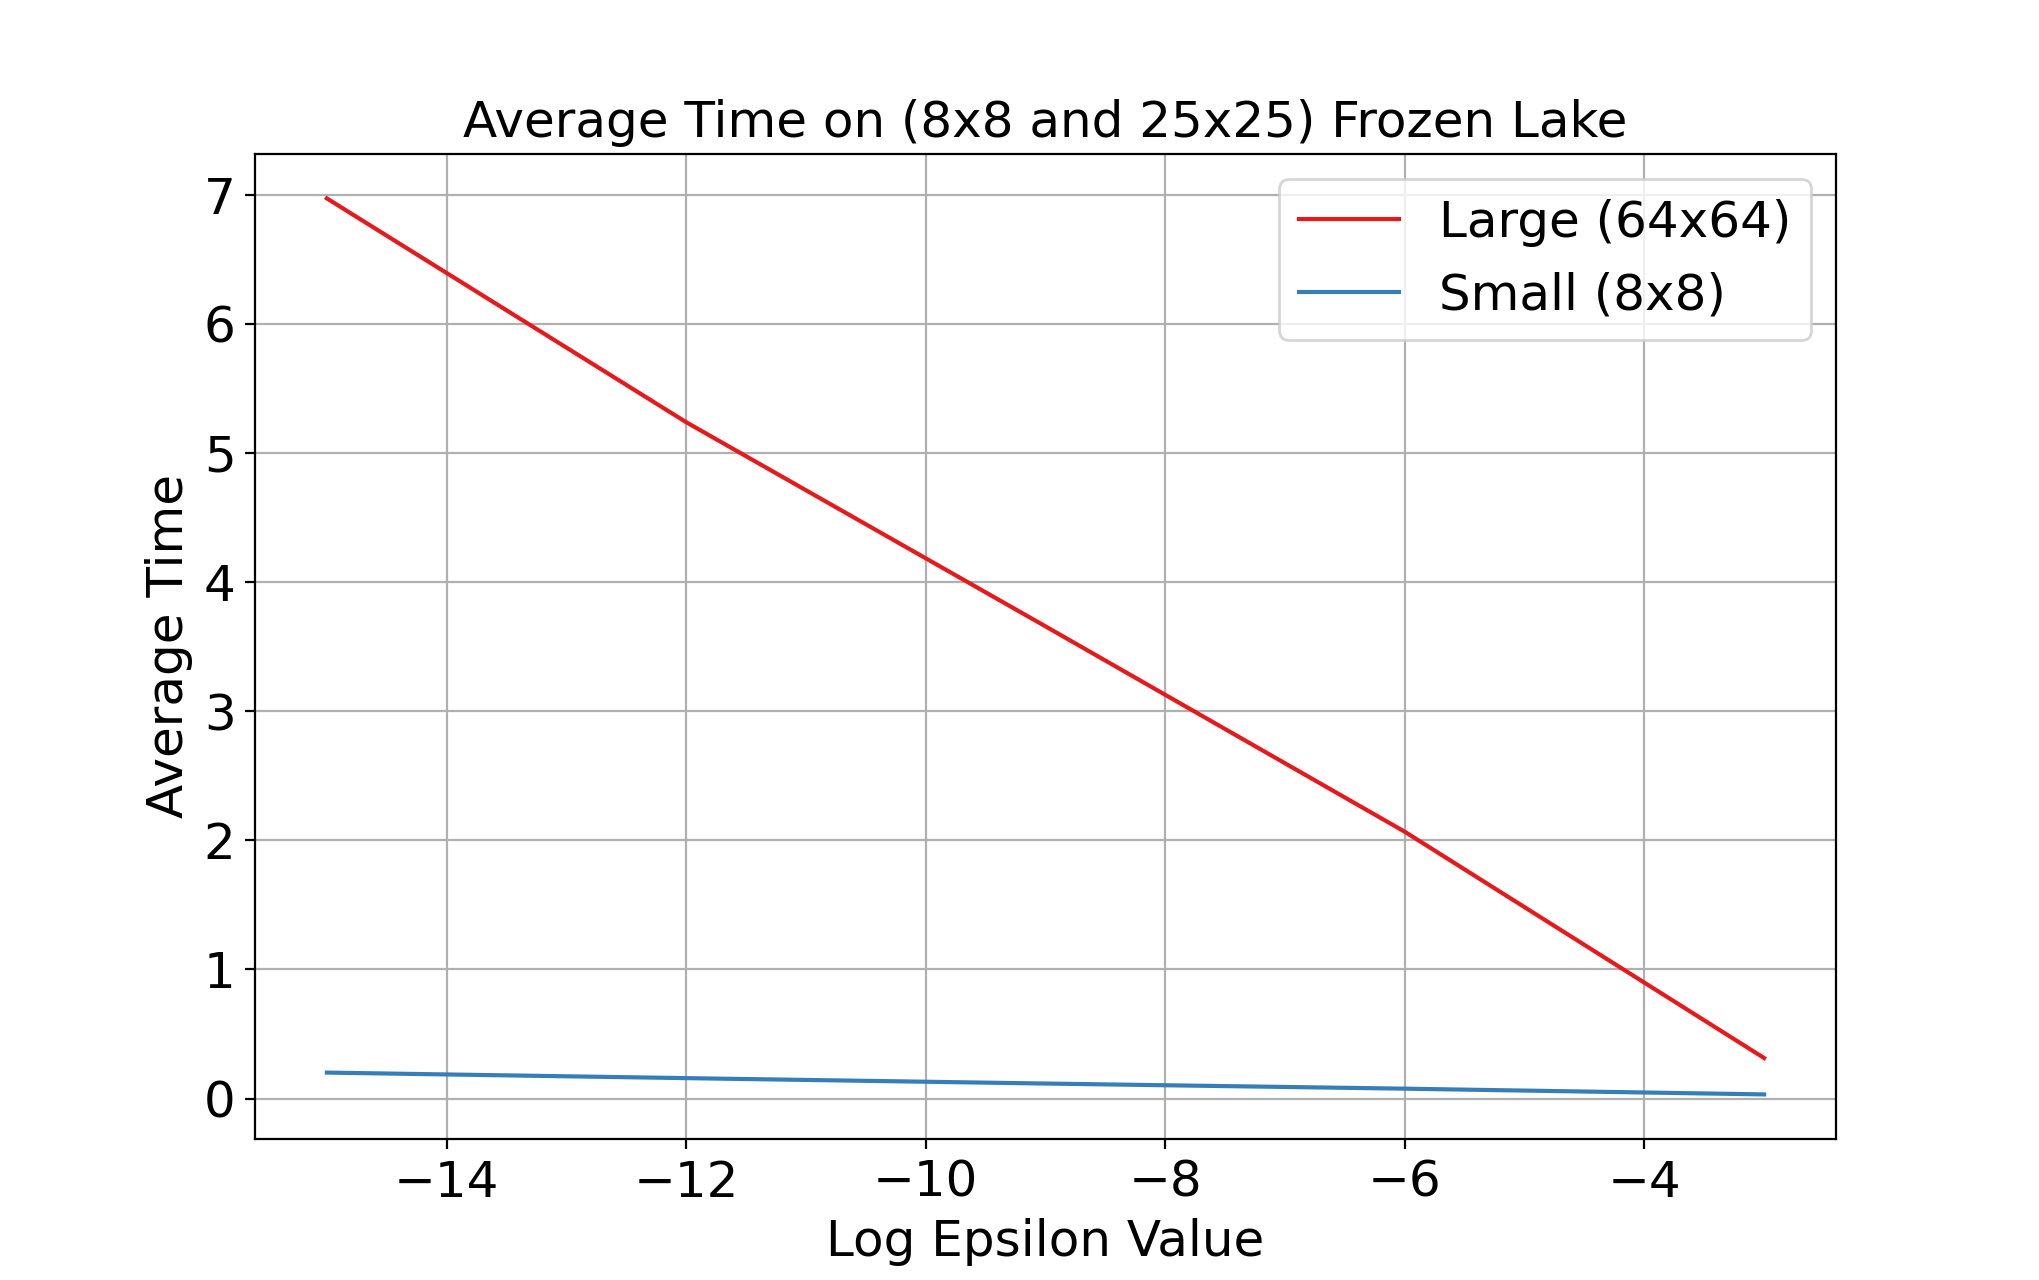 Average Time on (8x8 and 25x25) Frozen Lake
Large (64x64)
Small (8x8)
Average Time
7
6
5
4
3
2
1
0
−14 −12 −10 −8 −6 −4
Log Epsilon Value